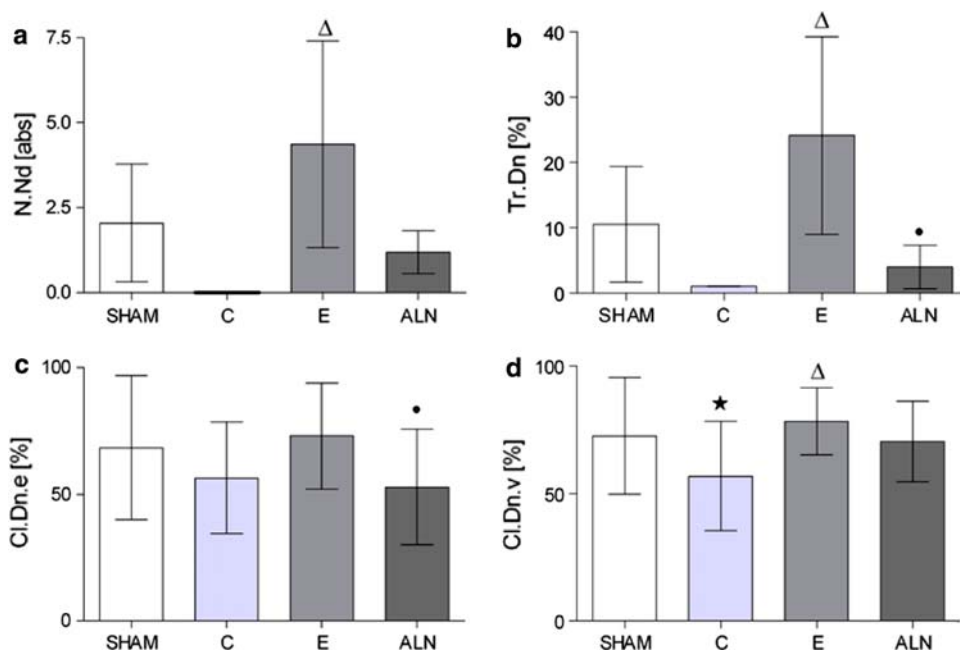 a
N.Nd [abs]
7.5
5.0
2.5
0.0
Δ
SHAM C E ALN
b
Tr.Dn [%]
40
30
20
10
0
Δ
•
SHAM C E ALN
c
Cl.Dn.e [%]
100
50
0
•
SHAM C E ALN
d
Cl.Dn.v [%]
100
50
0
★
Δ
SHAM C E ALN